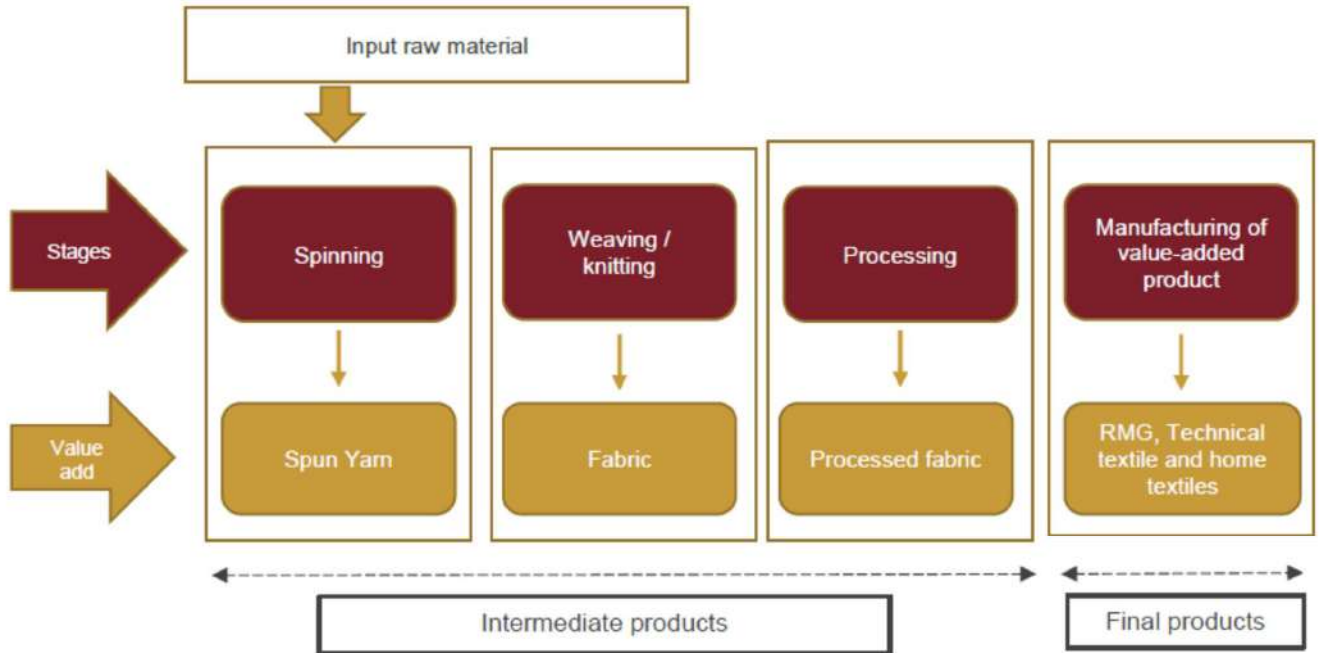 Input raw material
Stages
Spinning
Weaving /
knitting
Processing
Manufacturing of
value-added
product
Value
add
Spun Yarn
Fabric
Processed fabric
RMG, Technical
textile and home
textiles
Intermediate products
Final products